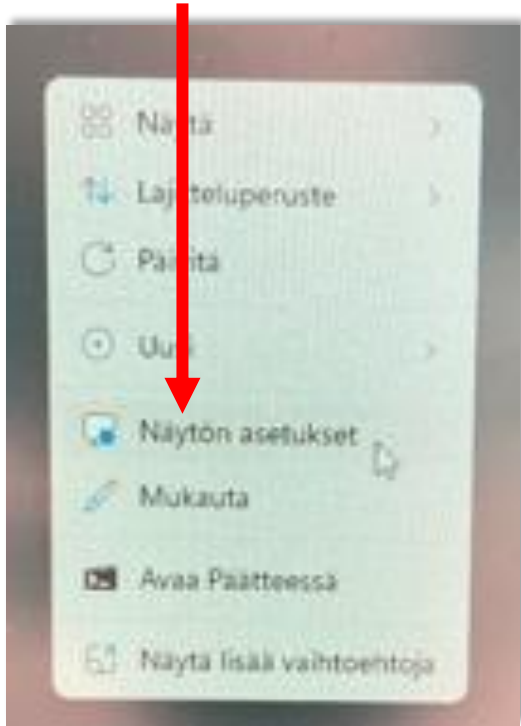 Näytä
Lajitteluperuste
Päivitä
Uusi
Näytön asetukset
Mukauta
Avaa Päätteessä
Näytä lisää vaihtoehtoja